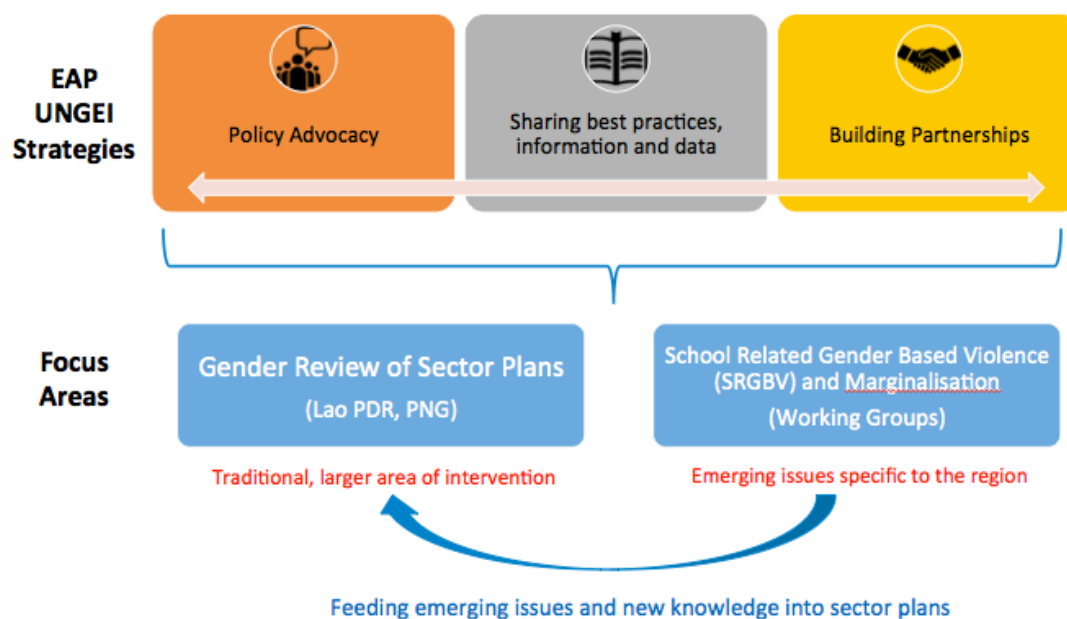 EAP
UNGEI
Strategies
Policy Advocacy
Sharing best practices,
information and data
Building Partnerships
Focus
Areas
Gender Review of Sector Plans
(Lao PDR, PNG)
School Related Gender Based Violence
(SRGBV) and Marginalisation
(Working Groups)
Traditional, larger area of intervention
Emerging issues specific to the region
Feeding emerging issues and new knowledge into sector plans